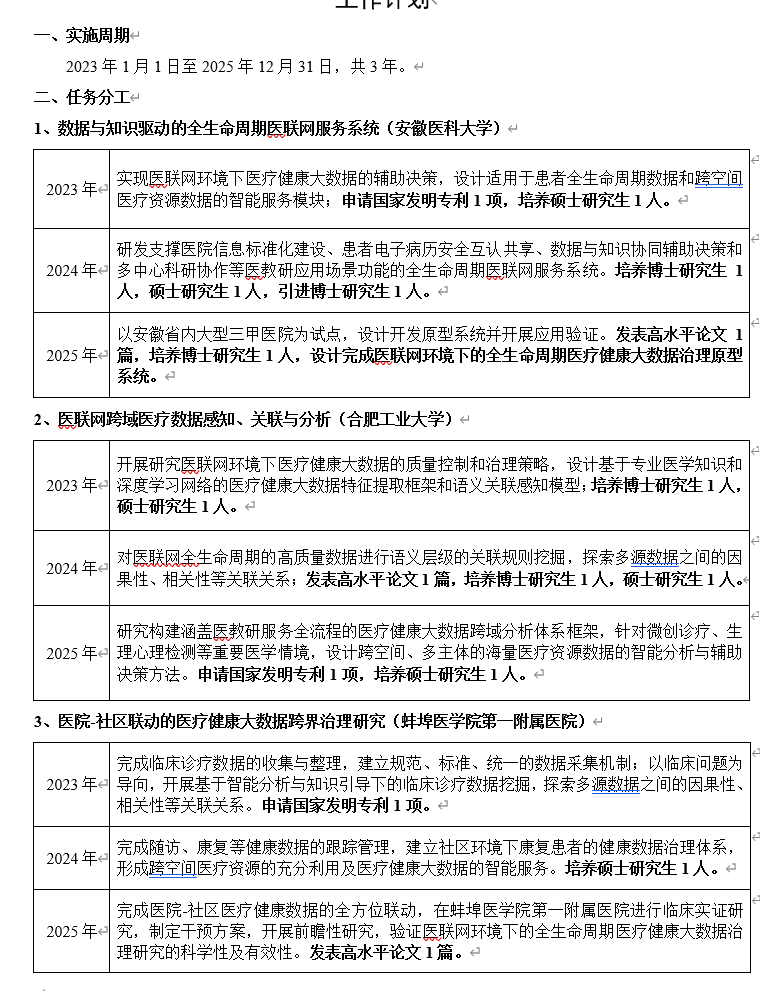 工作计划
一、实施周期
2023 年 1 月 1 日至 2025 年 12 月 31 日，共 3 年。
二、任务分工
1、数据与知识驱动的全生命周期医联网服务系统（安徽医科大学）
2023 年
实现医联网环境下医疗健康大数据的辅助决策，设计适用于患者全生命周期数据和跨空间
医疗资源数据的智能服务模块；申请国家发明专利 1 项，培养硕士研究生 1 人。
2024 年
研发支撑医院信息标准化建设、患者电子病历安全互认共享、数据与知识协同辅助决策和
多中心科研协作等医教研应用场景功能的全生命周期医联网服务系统。培养博士研究生 1
人，硕士研究生 1 人，引进博士研究生 1 人。
2025 年
以安徽省内大型三甲医院为试点，设计开发原型系统并开展应用验证。发表高水平论文 1
篇，培养博士研究生 1 人，设计完成医联网环境下的全生命周期医疗健康大数据治理原型
系统。
2、医联网跨域医疗数据感知、关联与分析（合肥工业大学）
2023 年
开展研究医联网环境下医疗健康大数据的质量控制和治理策略，设计基于专业医学知识和
深度学习网络的医疗健康大数据特征提取框架和语义关联感知模型；培养博士研究生 1 人，
硕士研究生 1 人。
2024 年
对医联网全生命周期的高质量数据进行语义层级的关联规则挖掘，探索多源数据之间的因
果性、相关性等关联关系；发表高水平论文 1 篇，培养博士研究生 1 人，硕士研究生 1 人。
2025 年
研究构建涵盖医教研服务全流程的医疗健康大数据跨域分析体系框架，针对微创诊疗、生
理心理检测等重要医学情境，设计跨空间、多主体的海量医疗资源数据的智能分析与辅助
决策方法。申请国家发明专利 1 项，培养硕士研究生 1 人。
3、医院-社区联动的医疗健康大数据跨界治理研究（蚌埠医学院第一附属医院）
2023 年
完成临床诊疗数据的收集与整理，建立规范、标准、统一的数据采集机制；以临床问题为
导向，开展基于智能分析与知识引导下的临床诊疗数据挖掘，探索多源数据之间的因果性、
相关性等关联关系。申请国家发明专利 1 项。
2024 年
完成随访、康复等健康数据的跟踪管理，建立社区环境下康复患者的健康数据治理体系，
形成跨空间医疗资源的充分利用及医疗健康大数据的智能服务。培养硕士研究生 1 人。
2025 年
完成医院-社区医疗健康数据的全方位联动，在蚌埠医学院第一附属医院进行临床实证研
究，制定干预方案，开展前瞻性研究，验证医联网环境下的全生命周期医疗健康大数据治
理研究的科学性及有效性。发表高水平论文 1 篇。